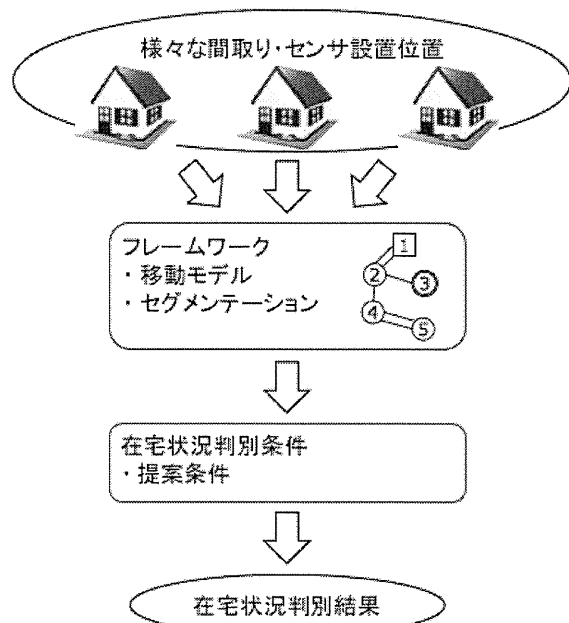 様々な間取り・センサ設置位置
フレームワーク
・移動モデル
・セグメンテーション
1
2
3
4
5
在宅状況判別条件
・提案条件
在宅状況判別結果